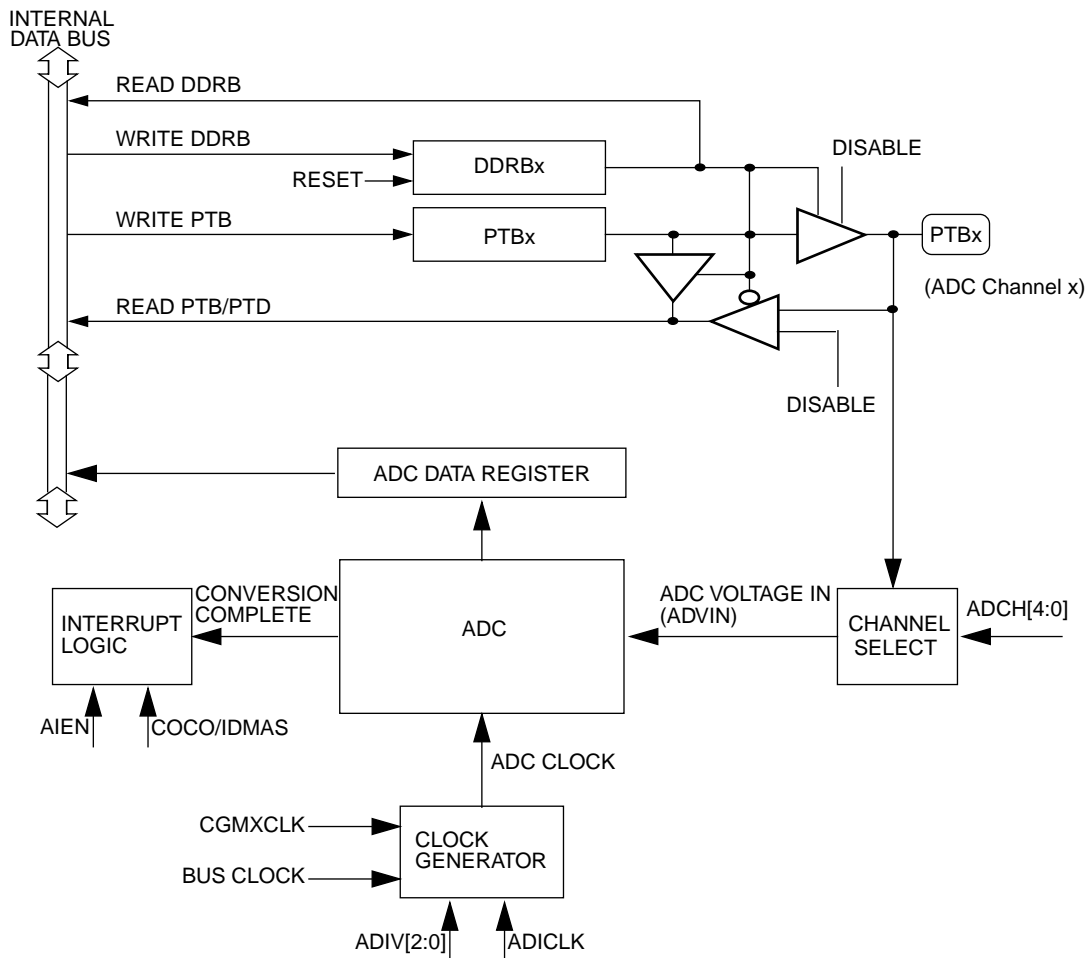 INTERNAL
DATA BUS
READ DDRB
WRITE DDRB
DISABLE
DDRBx
RESET
WRITE PTB
PTBx
PTBx
(ADC Channel x)
READ PTB/PTD
DISABLE
ADC DATA REGISTER
CONVERSION
COMPLETE
ADC VOLTAGE IN
(ADVIN)
ADCH[4:0]
INTERRUPT
LOGIC
ADC
CHANNEL
SELECT
AIEN
COCO/IDMAS
ADC CLOCK
CGMXCLK
CLOCK
GENERATOR
BUS CLOCK
ADIV[2:0]
ADICLK